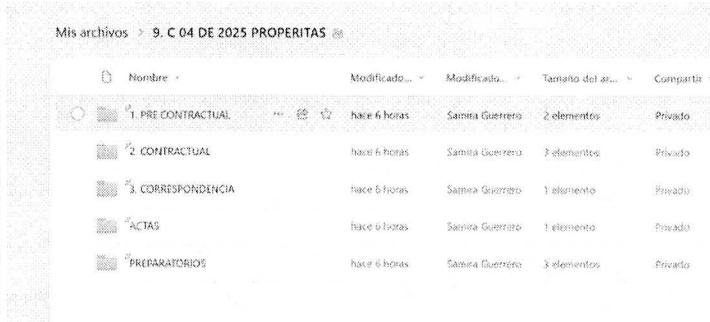 Mis archivos > 9. C 04 DE 2025 PROPERITAS
Nombre Modificado... Modificado... Tamaño del ar... Compartir
1. PRE CONTRACTUAL ... hace 6 horas Samira Guerrero 2 elementos Privado
2. CONTRACTUAL hace 6 horas Samira Guerrero 3 elementos Privado
3. CORRESPONDENCIA hace 6 horas Samira Guerrero 1 elemento Privado
ACTAS hace 6 horas Samira Guerrero 1 elemento Privado
PREPARATORIOS hace 6 horas Samira Guerrero 3 elementos Privado